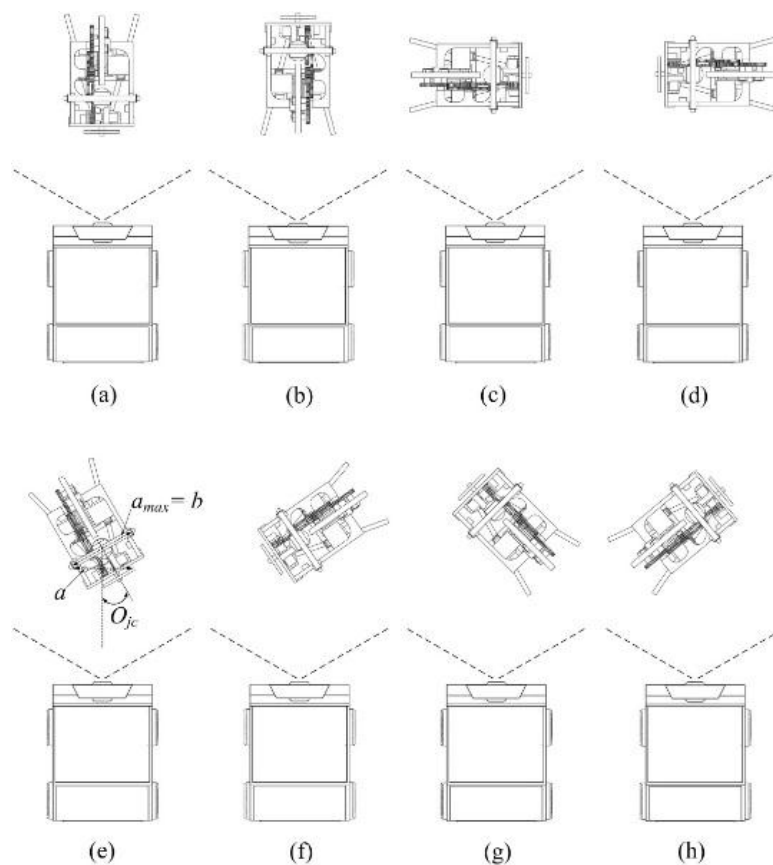 (a) (b) (c) (d)
a_max = b
a
O_jc
(e) (f) (g) (h)